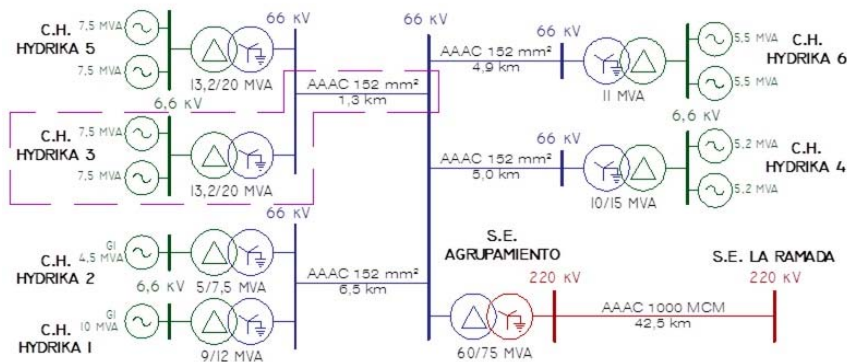 C.H.
HYDRIKA 5
7,5 MVA
7,5 MVA
13,2/20 MVA
66 kV
6,6 kV
AAAC 152 mm²
1,3 km
C.H.
HYDRIKA 3
7,5 MVA
7,5 MVA
13,2/20 MVA
66 kV
C.H.
HYDRIKA 2
G1
4,5 MVA
6,6 kV
5/7,5 MVA
AAAC 152 mm²
6,5 km
C.H.
HYDRIKA 1
G1
10 MVA
9/12 MVA
66 kV
AAAC 152 mm²
4,9 km
66 kV
11 MVA
5,5 MVA
5,5 MVA
C.H.
HYDRIKA 6
6,6 kV
66 kV
AAAC 152 mm²
5,0 km
10/15 MVA
5,2 MVA
5,2 MVA
C.H.
HYDRIKA 4
S.E.
AGRUPAMIENTO
220 kV
60/75 MVA
S.E. LA RAMADA
220 kV
AAAC 1000 MCM
42,5 km